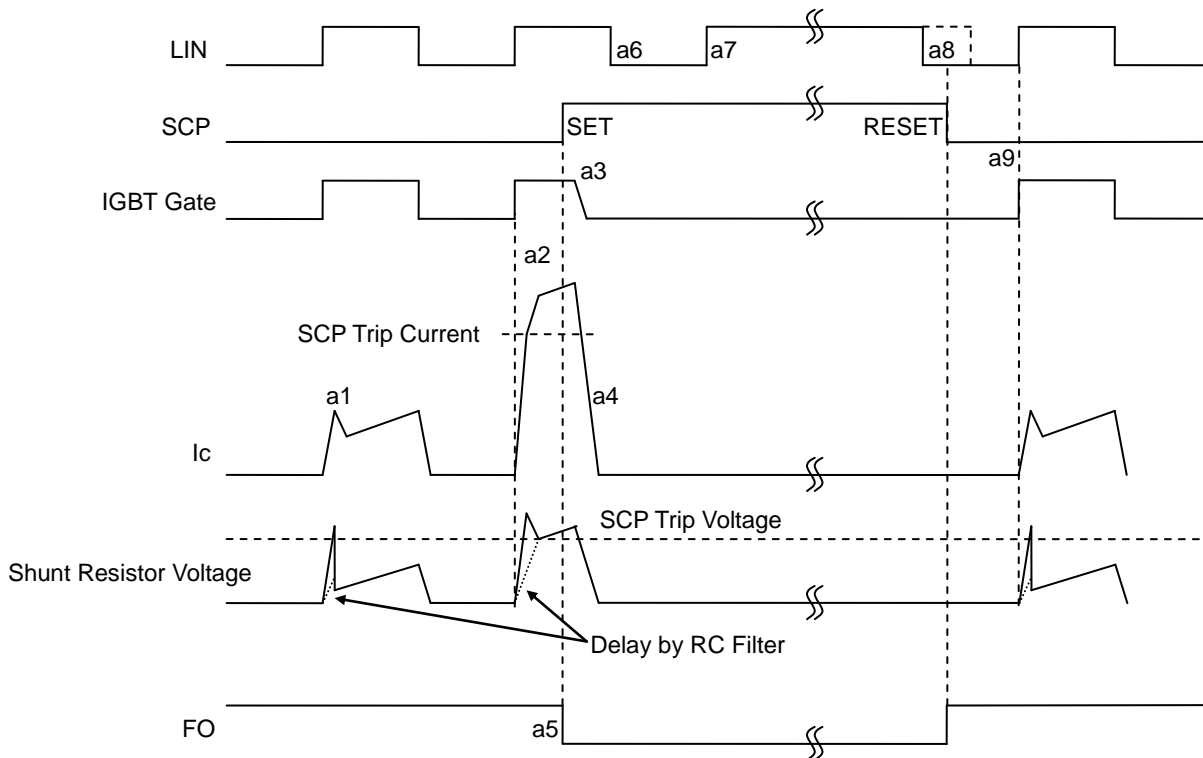 LIN
a6
a7
a8
SCP
SET
RESET
a9
a3
IGBT Gate
a2
SCP Trip Current
a1
a4
Ic
SCP Trip Voltage
Shunt Resistor Voltage
Delay by RC Filter
FO
a5